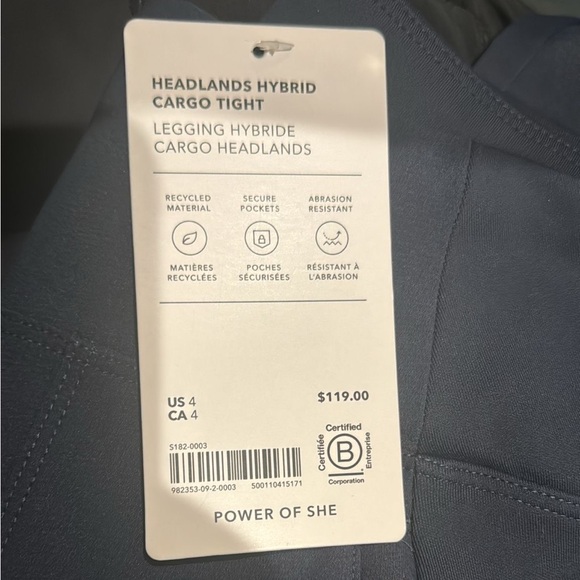 HEADLANDS HYBRID
CARGO TIGHT
LEGGING HYBRIDE
CARGO HEADLANDS
RECYCLED
MATERIAL
SECURE
POCKETS
ABRASION
RESISTANT
MATIÈRES
RECYCLÉES
POCHES
SÉCURISÉES
RÉSISTANT À
L'ABRASION
US 4
CA 4
$119.00
S182-0003
982353-09-2-0003 500110415171
Certified
Certifiée
B
Entreprise
Corporation
POWER OF SHE